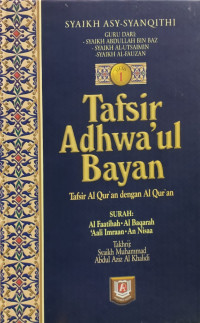 SYAIKH ASY-SYANQITHI
GURU DARI:
- SYAIKH ABDULLAH BIN BAZ
- SYAIKH AL-UTSAIMIN
-SYAIKH AL-FAUZAN
Tafsir
Adhwa'ul
Bayan
Tafsir Al Qur'an dengan Al Qur'an
SURAH:
Al Faatihah • Al Baqarah
'Aali Imraan • An Nisaa
Takhrij:
Syaikh Muhammad
Abdul Aziz Al Khalidi